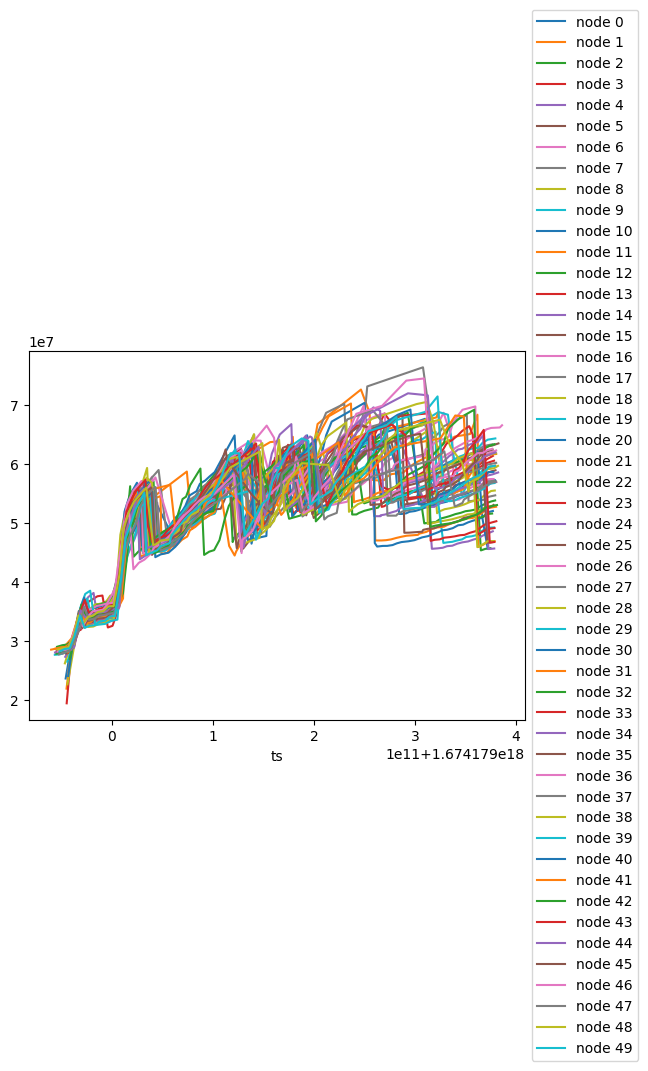 1e7
7
6
5
4
3
2
0
1
2
3
4
ts
1e11+1.674179e18
node 0
node 1
node 2
node 3
node 4
node 5
node 6
node 7
node 8
node 9
node 10
node 11
node 12
node 13
node 14
node 15
node 16
node 17
node 18
node 19
node 20
node 21
node 22
node 23
node 24
node 25
node 26
node 27
node 28
node 29
node 30
node 31
node 32
node 33
node 34
node 35
node 36
node 37
node 38
node 39
node 40
node 41
node 42
node 43
node 44
node 45
node 46
node 47
node 48
node 49